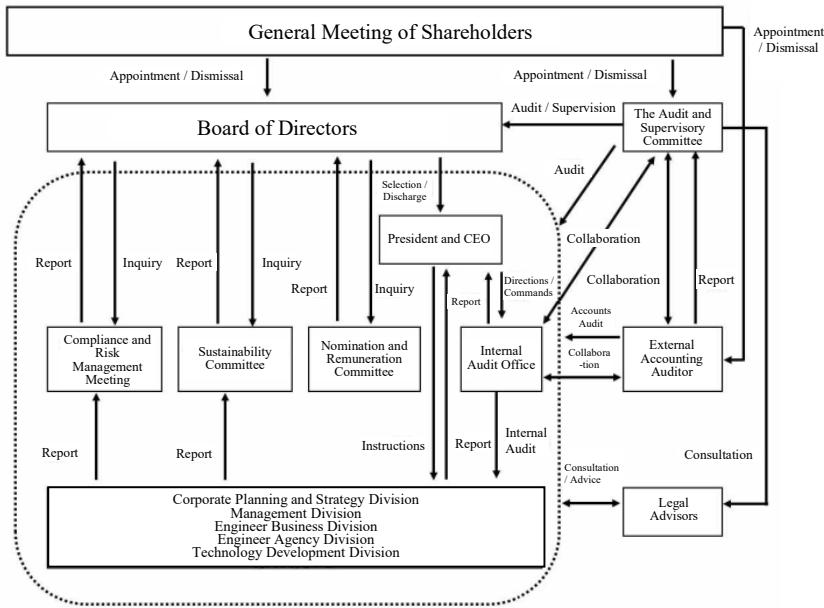 General Meeting of Shareholders
Appointment
/ Dismissal
Appointment / Dismissal
Appointment / Dismissal
Board of Directors
Audit / Supervision
The Audit and
Supervisory
Committee
Selection /
Discharge
Audit
President and CEO
Collaboration
Report
Inquiry
Report
Inquiry
Report
Inquiry
Report
Directions /
Commands
Collaboration
Report
Compliance and
Risk
Management
Meeting
Sustainability
Committee
Nomination and
Remuneration
Committee
Internal
Audit Office
Accounts
Audit
Collabora
-tion
External
Accounting
Auditor
Report
Report
Instructions
Report
Internal
Audit
Consultation
Consultation
/ Advice
Legal
Advisors
Corporate Planning and Strategy Division
Management Division
Engineer Business Division
Engineer Agency Division
Technology Development Division